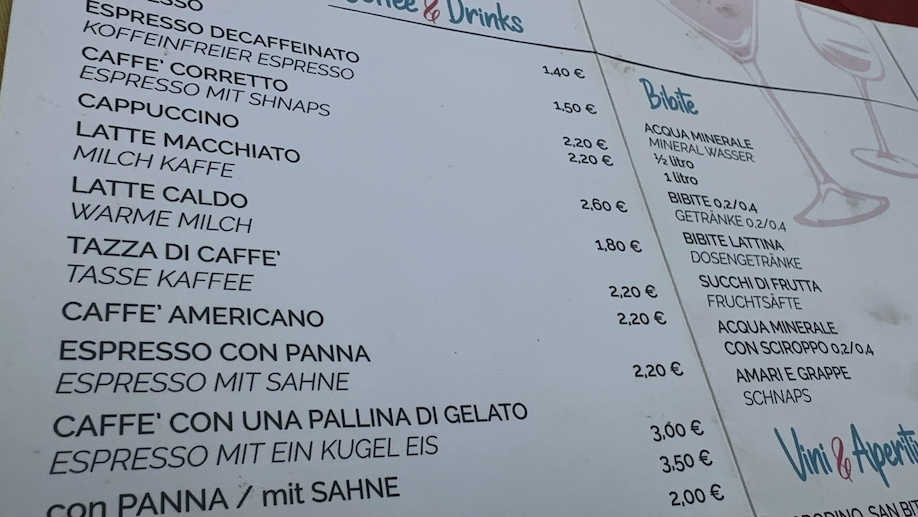 & Drinks
ESPRESSO DECAFFEINATO
KOFFEINFREIER ESPRESSO
1,40 €
CAFFE' CORRETTO
ESPRESSO MIT SHNAPS
1,50 €
CAPPUCCINO
2,20 €
LATTE MACCHIATO
2,20 €
MILCH KAFFE
LATTE CALDO
2,60 €
WARME MILCH
TAZZA DI CAFFE'
1,80 €
TASSE KAFFEE
2,20 €
CAFFE' AMERICANO
2,20 €
ESPRESSO CON PANNA
2,20 €
ESPRESSO MIT SAHNE
CAFFE' CON UNA PALLINA DI GELATO
3,00 €
ESPRESSO MIT EIN KUGEL EIS
3,50 €
con PANNA / mit SAHNE
2,00 €
Bibite
ACQUA MINERALE
MINERAL WASSER
½ litro
1 litro
BIBITE 0,2/0,4
GETRÄNKE 0,2/0,4
BIBITE LATTINA
DOSENGETRÄNKE
SUCCHI DI FRUTTA
FRUCHTSÄFTE
ACQUA MINERALE
CON SCIROPPO 0,2/0,4
AMARI E GRAPPE
SCHNAPS
Vini & Aperiti
SAN BIT